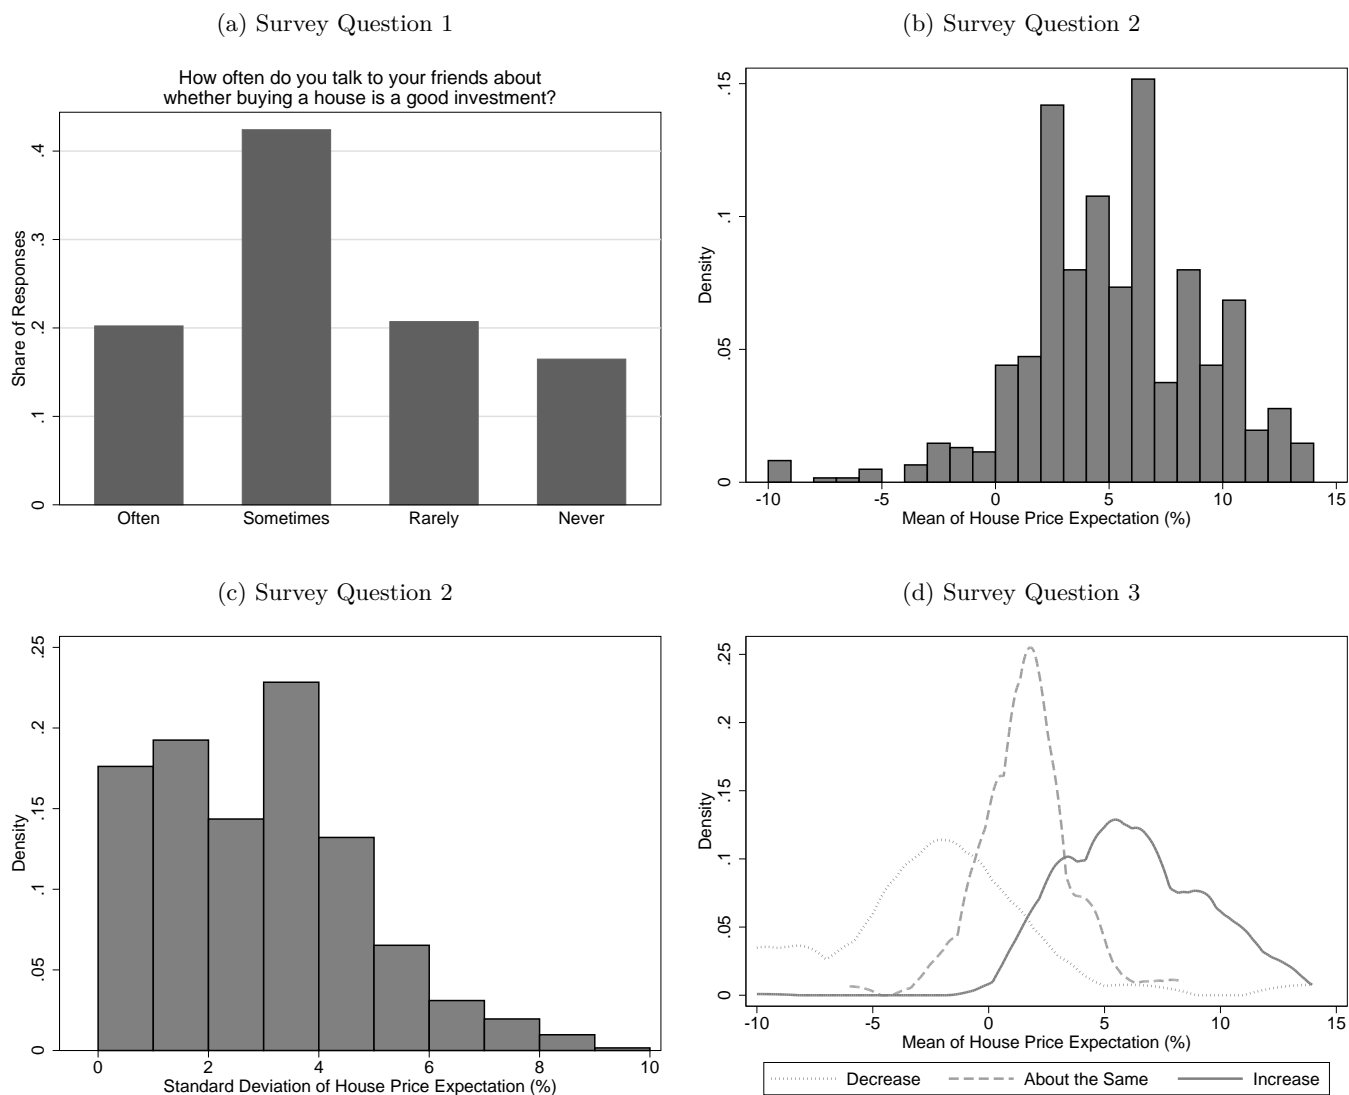 (a) Survey Question 1
How often do you talk to your friends about
whether buying a house is a good investment?
Share of Responses
.4
.3
.2
.1
0
Often Sometimes Rarely Never
(b) Survey Question 2
Density
.15
.1
.05
0
-10 -5 0 5 10 15
Mean of House Price Expectation (%)
(c) Survey Question 2
Density
.25
.2
.15
.1
.05
0
0 2 4 6 8 10
Standard Deviation of House Price Expectation (%)
(d) Survey Question 3
Density
.25
.2
.15
.1
.05
0
-10 -5 0 5 10 15
Mean of House Price Expectation (%)
Decrease About the Same Increase